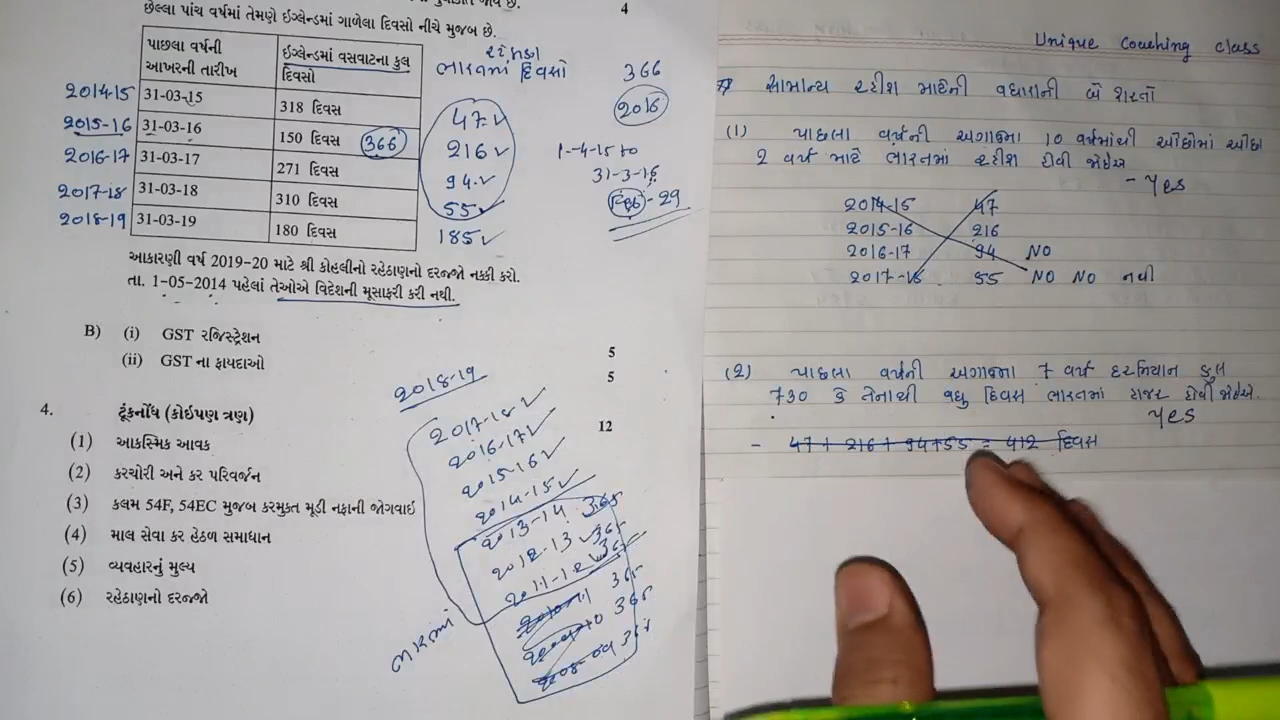 4
છેલ્લા પાંચ વર્ષમાં તેમણે ઈંગ્લેન્ડમાં ગાળેલા દિવસો નીચે મુજબ છે.
પાછલા વર્ષની આખરની તારીખ
ઈંગ્લેન્ડમાં વસવાટના કુલ દિવસો
ભારતમાં દિવસો
366
2016
2014-15 31-03-15 318 દિવસ 47
2015-16 31-03-16 150 દિવસ 366 216
2016-17 31-03-17 271 દિવસ 94
2017-18 31-03-18 310 દિવસ 55
2018-19 31-03-19 180 દિવસ 185
1-4-15 to
31-3-16
Feb - 29
આકારણી વર્ષ 2019-20 માટે શ્રી કોહલીનો રહેઠાણનો દરજ્જો નક્કી કરો.
તા. 1-05-2014 પહેલાં તેઓએ વિદેશની મૂસાફરી કરી નથી.
B) (i) GST રજિસ્ટ્રેશન 5
(ii) GST ના ફાયદાઓ 5
4. ટૂંકનોંધ (કોઈપણ ત્રણ) 12
(1) આકસ્મિક આવક
(2) કરચોરી અને કર પરિવર્જન
(3) કલમ 54F, 54EC મુજબ કરમુક્ત મૂડી નફાની જોગવાઈ
(4) માલ સેવા કર હેઠળ સમાધાન
(5) વ્યવહારનું મુલ્ય
(6) રહેઠાણનો દરજ્જો
2018-19
2017-18
2016-17
2015-16
2014-15
2013-14 365
2012-13 365
2011-12 365
365
365
365
ભારતમાં
Unique Coaching Class
સામાન્ય રહીશ માટેની વધારાની બે શરતો
(1) પાછલા વર્ષની અગાઉના 10 વર્ષમાંથી ઓછામાં ઓછા
2 વર્ષ માટે ભારતમાં રહીશ હોવી જોઈએ
- Yes
2014-15 47
2015-16 216
2016-17 94 NO
2017-18 55 NO NO નથી
(2) પાછલા વર્ષની અગાઉના 7 વર્ષ દરમિયાન કુલ
730 કે તેનાથી વધુ દિવસ ભારતમાં હાજર હોવી જોઈએ.
Yes
- 47 + 216 + 94 + 55 = 412 દિવસ